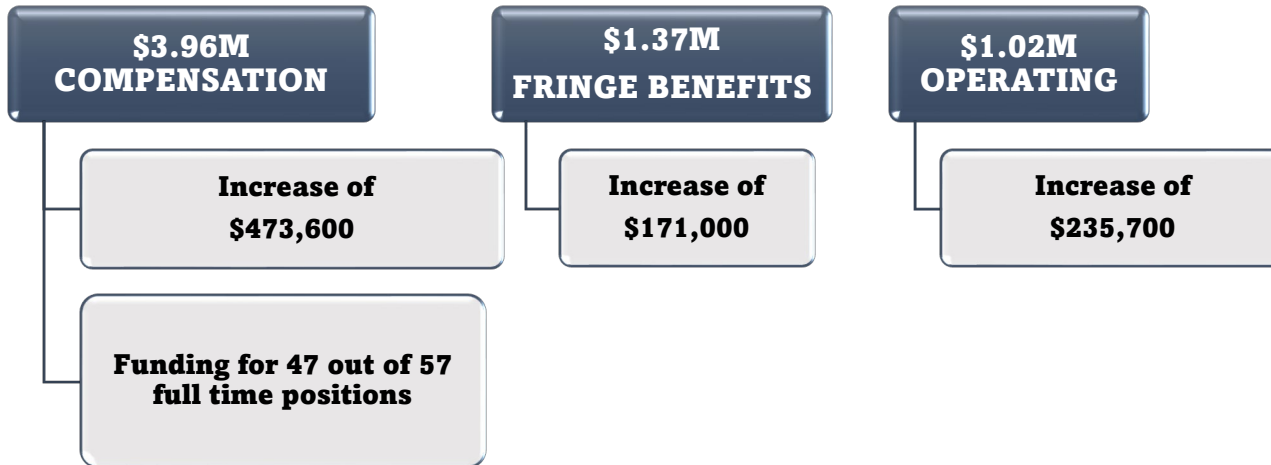 $3.96M
COMPENSATION
Increase of
$473,600
Funding for 47 out of 57
full time positions
$1.37M
FRINGE BENEFITS
Increase of
$171,000
$1.02M
OPERATING
Increase of
$235,700